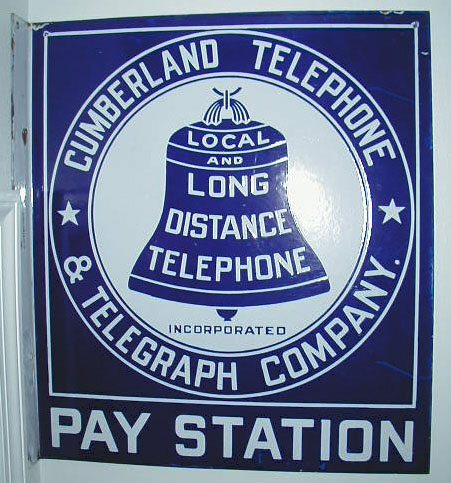 CUMBERLAND TELEPHONE
& TELEGRAPH COMPANY.
LOCAL
AND
LONG
DISTANCE
TELEPHONE
INCORPORATED
PAY STATION